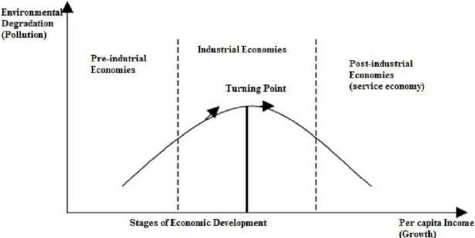 Environmental
Degradation
(Pollution)
Pre-indutrial
Economies
Industrial Economies
Turning Point
Post-industrial
Economies
(service economy)
Stages of Economic Development
Per capita Income
(Growth)